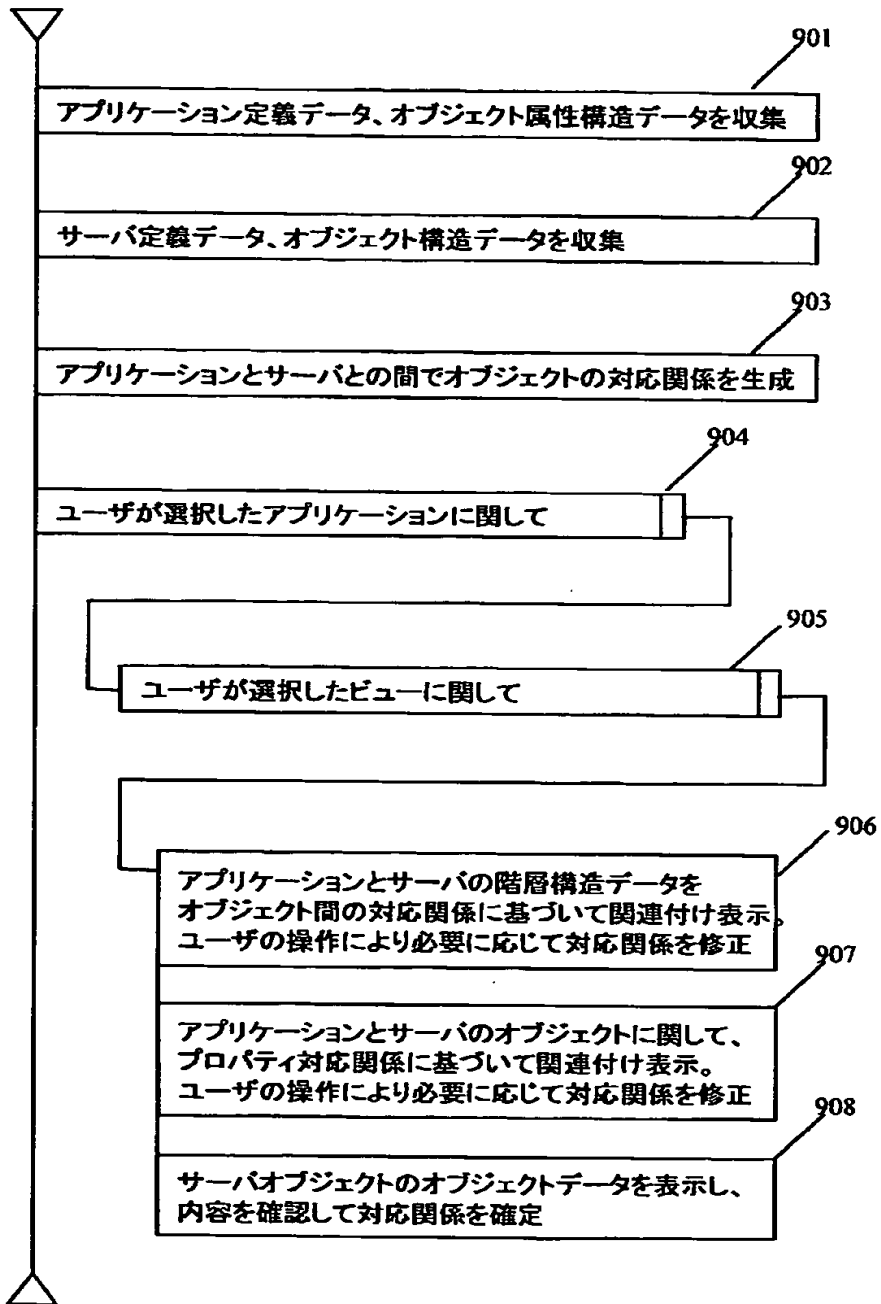 901
アプリケーション定義データ、オブジェクト属性構造データを収集
902
サーバ定義データ、オブジェクト構造データを収集
903
アプリケーションとサーバとの間でオブジェクトの対応関係を生成
904
ユーザが選択したアプリケーションに関して
905
ユーザが選択したビューに関して
906
アプリケーションとサーバの階層構造データを
オブジェクト間の対応関係に基づいて関連付け表示。
ユーザの操作により必要に応じて対応関係を修正
907
アプリケーションとサーバのオブジェクトに関して、
プロパティ対応関係に基づいて関連付け表示。
ユーザの操作により必要に応じて対応関係を修正
908
サーバオブジェクトのオブジェクトデータを表示し、
内容を確認して対応関係を確定